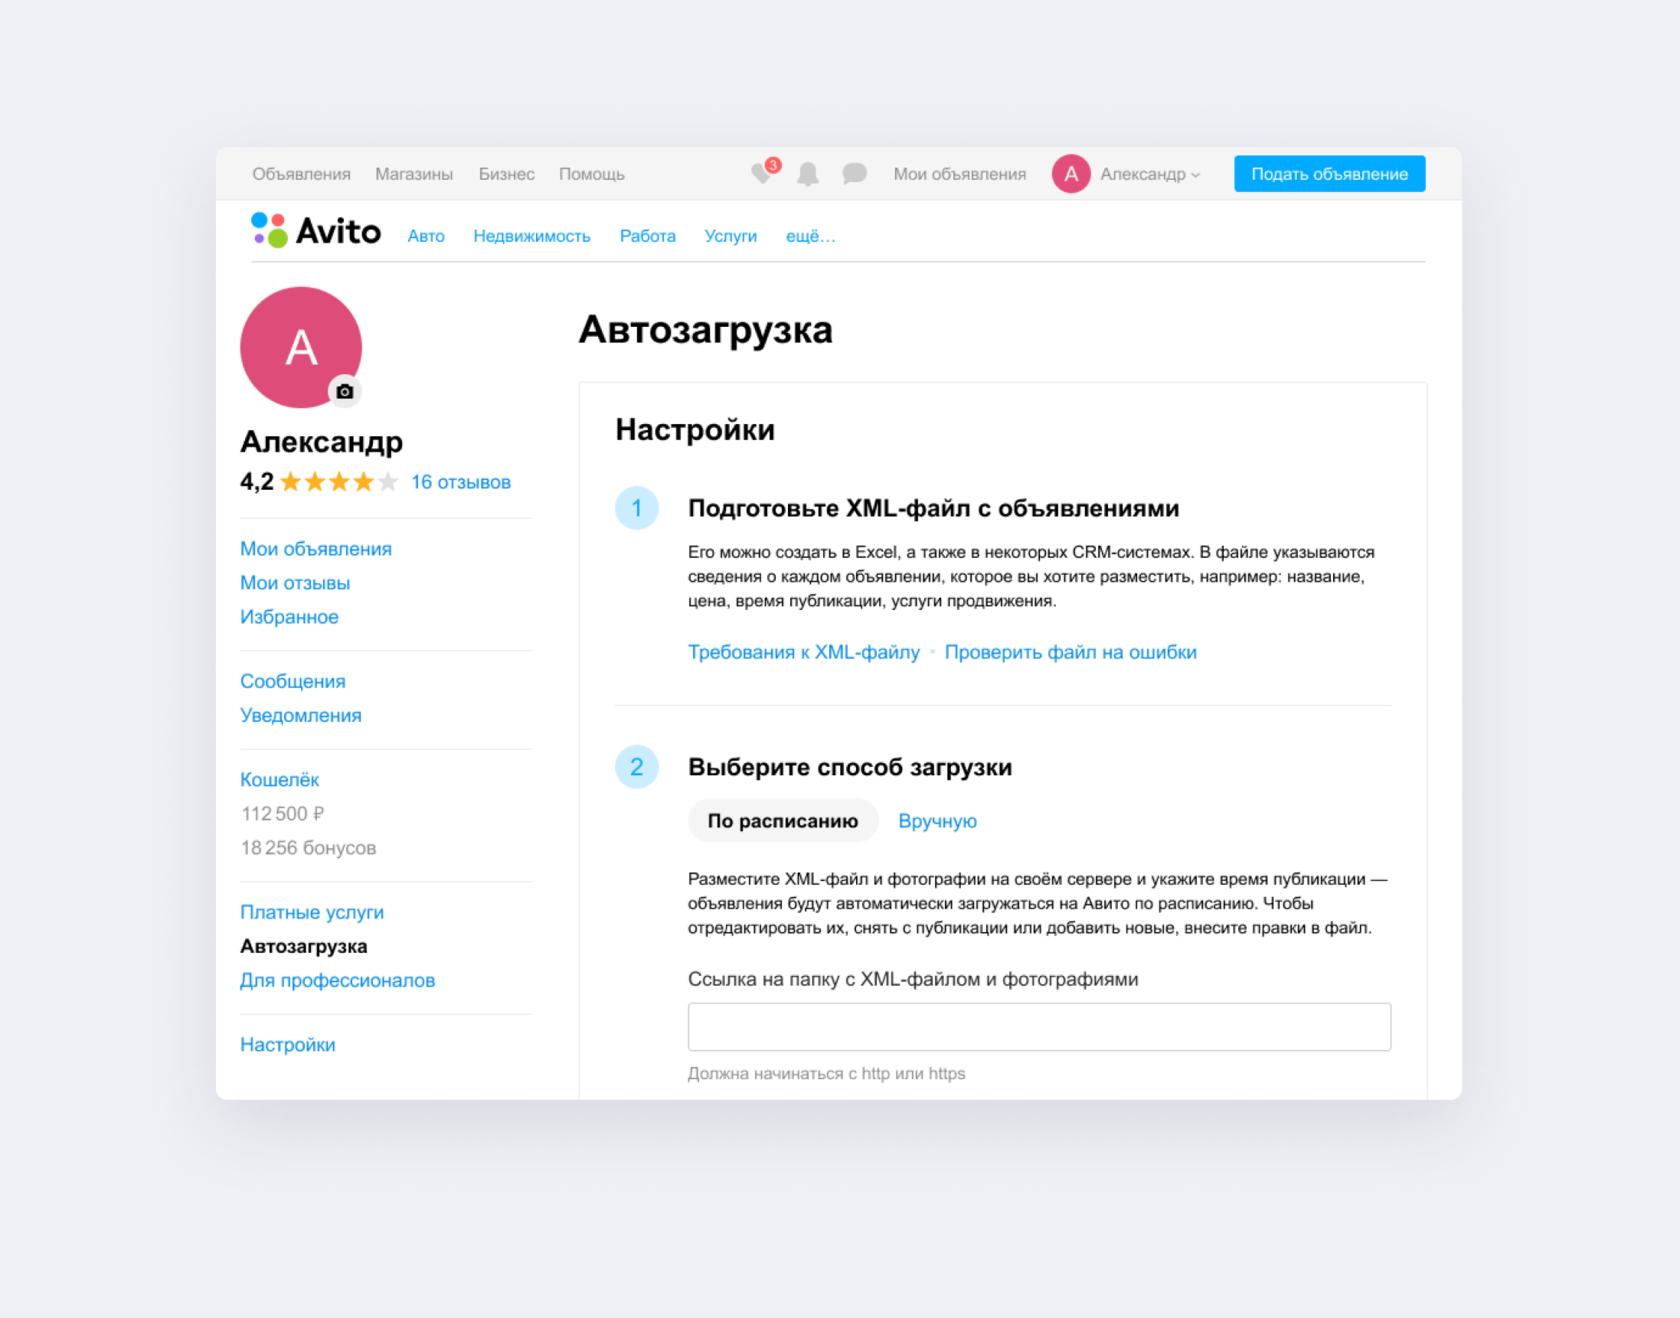 Объявления Магазины Бизнес Помощь 3 Мои объявления А Александр Подать объявление
Avito Авто Недвижимость Работа Услуги ещё...
А
Александр
4,2 16 отзывов
Мои объявления
Мои отзывы
Избранное
Сообщения
Уведомления
Кошелёк
112 500 ₽
18 256 бонусов
Платные услуги
Автозагрузка
Для профессионалов
Настройки
Автозагрузка
Настройки
1 Подготовьте XML-файл с объявлениями
Его можно создать в Excel, а также в некоторых CRM-системах. В файле указываются
сведения о каждом объявлении, которое вы хотите разместить, например: название,
цена, время публикации, услуги продвижения.
Требования к XML-файлу • Проверить файл на ошибки
2 Выберите способ загрузки
По расписанию Вручную
Разместите XML-файл и фотографии на своём сервере и укажите время публикации —
объявления будут автоматически загружаться на Авито по расписанию. Чтобы
отредактировать их, снять с публикации или добавить новые, внесите правки в файл.
Ссылка на папку с XML-файлом и фотографиями
Должна начинаться с http или https